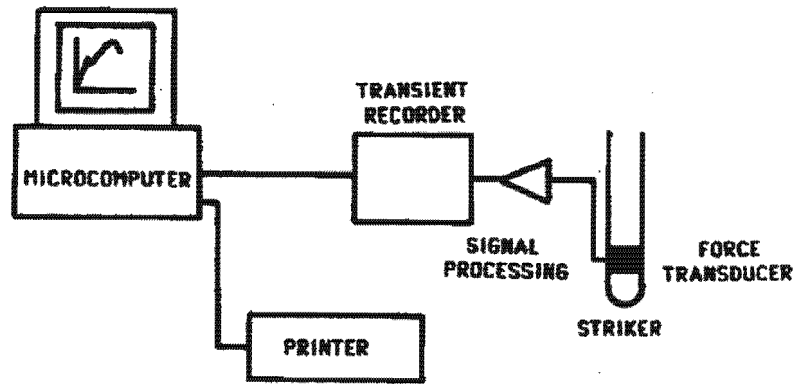 TRANSIENT
RECORDER
MICROCOMPUTER
SIGNAL
PROCESSING
FORCE
TRANSDUCER
STRIKER
PRINTER